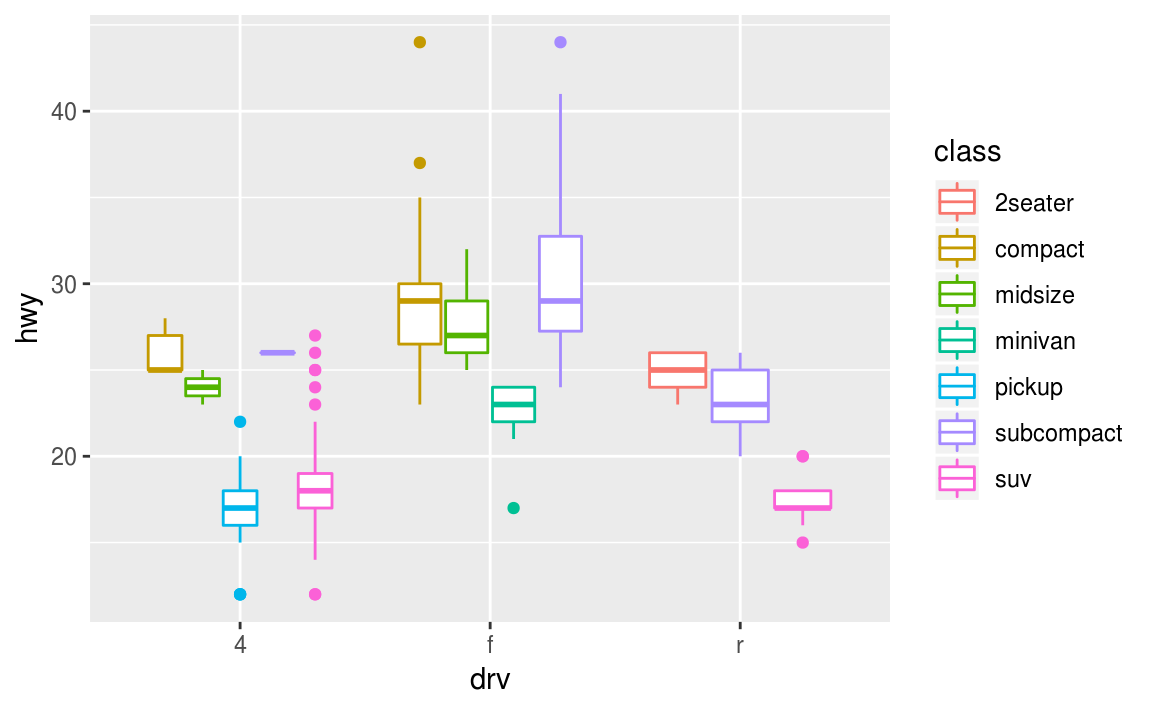 hwy
40
30
20
4
f
r
drv
class
2seater
compact
midsize
minivan
pickup
subcompact
suv